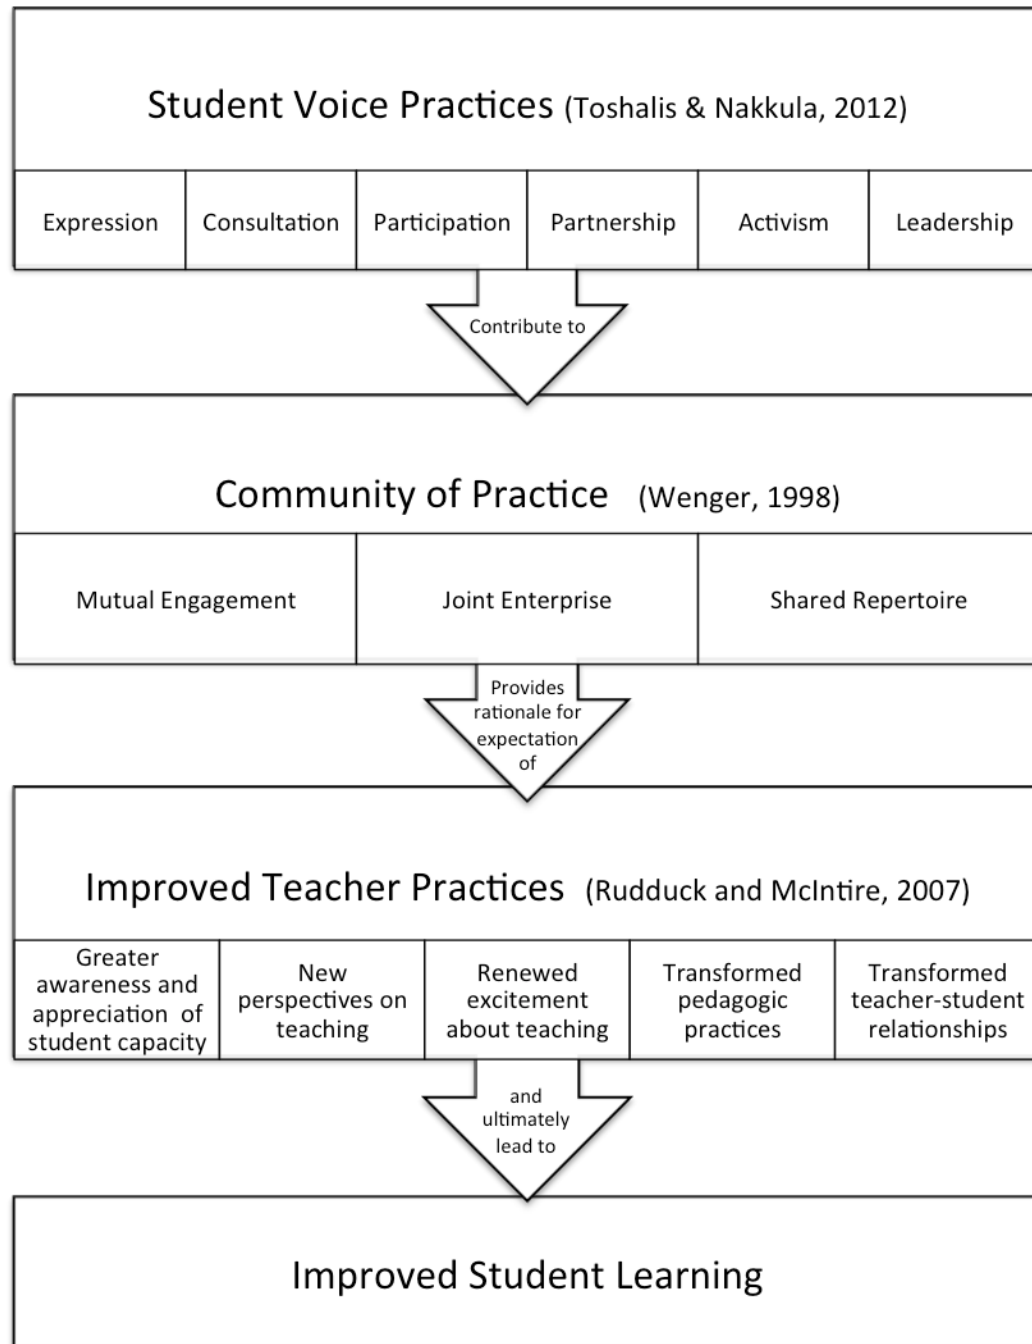 Student Voice Practices (Toshalis & Nakkula, 2012)
Expression
Consultation
Participation
Partnership
Activism
Leadership
Contribute to
Community of Practice (Wenger, 1998)
Mutual Engagement
Joint Enterprise
Shared Repertoire
Provides
rationale for
expectation
of
Improved Teacher Practices (Rudduck and McIntire, 2007)
Greater
awareness and
appreciation of
student capacity
New
perspectives on
teaching
Renewed
excitement
about teaching
Transformed
pedagogic
practices
Transformed
teacher-student
relationships
and
ultimately
lead to
Improved Student Learning